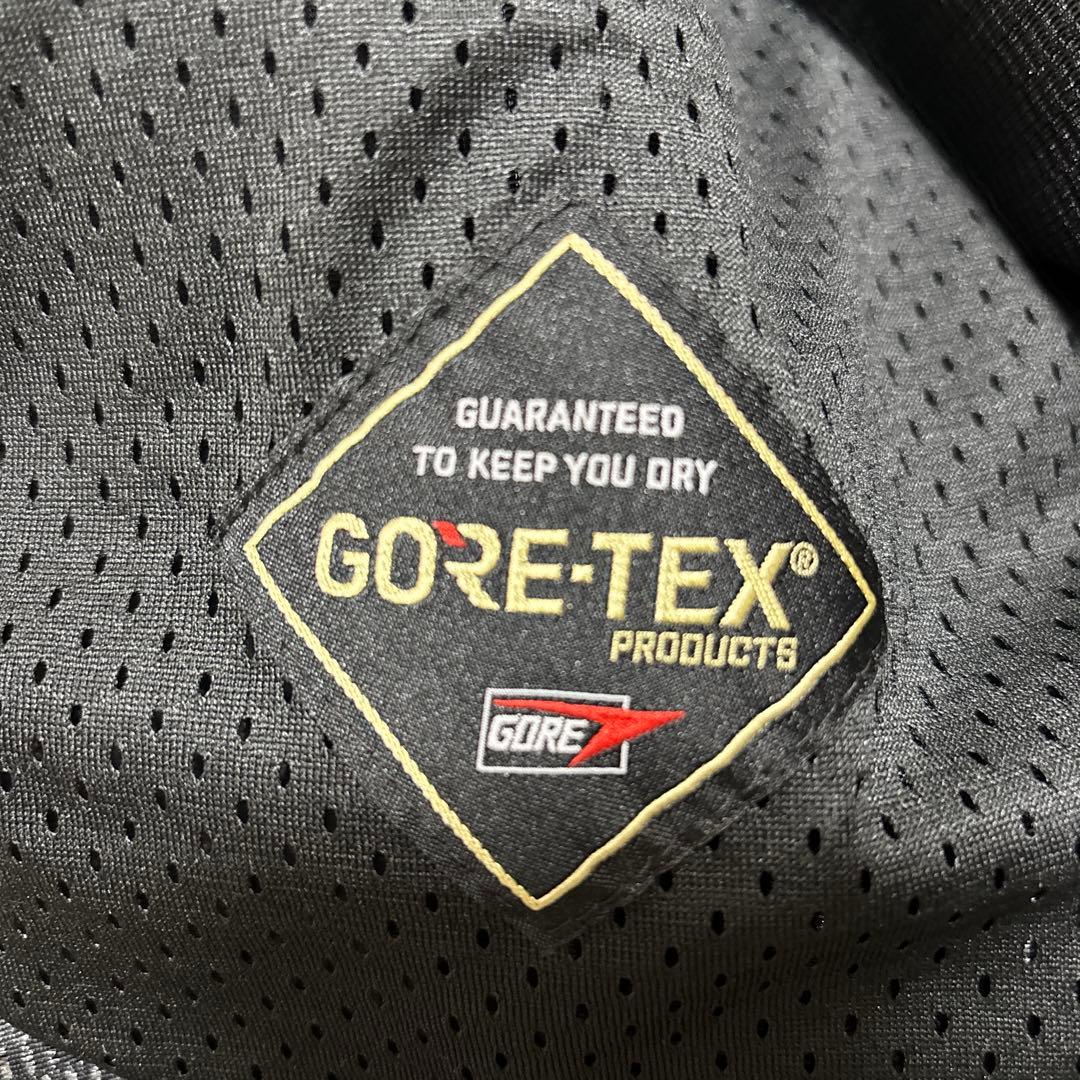 GUARANTEED
TO KEEP YOU DRY
GORE-TEX®
PRODUCTS
GORE